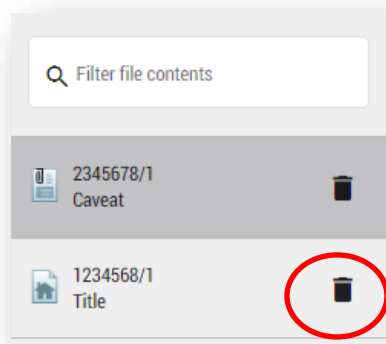 Filter file contents
2345678/1
Caveat
1234568/1
Title